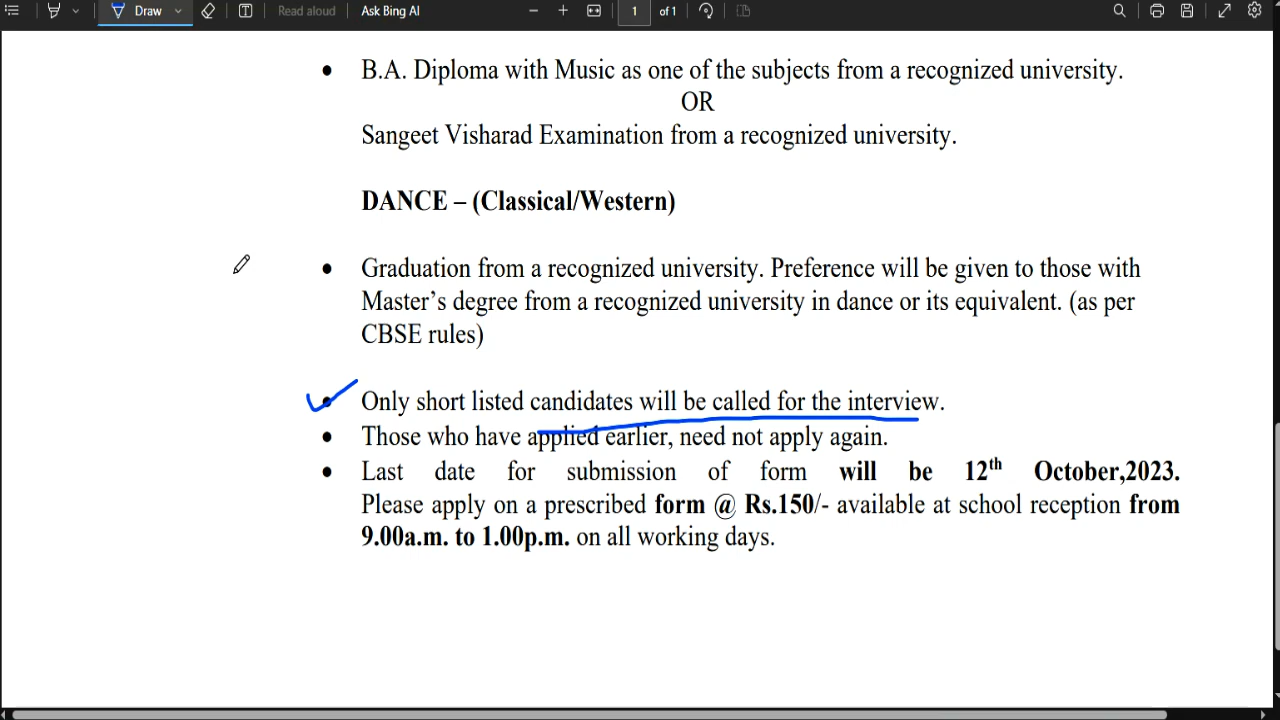 Draw
Read aloud
Ask Bing AI
1 of 1
• B.A. Diploma with Music as one of the subjects from a recognized university.
OR
Sangeet Visharad Examination from a recognized university.
DANCE – (Classical/Western)
• Graduation from a recognized university. Preference will be given to those with
Master’s degree from a recognized university in dance or its equivalent. (as per
CBSE rules)
• Only short listed candidates will be called for the interview.
• Those who have applied earlier, need not apply again.
• Last date for submission of form will be 12th October,2023.
Please apply on a prescribed form @ Rs.150/- available at school reception from
9.00a.m. to 1.00p.m. on all working days.